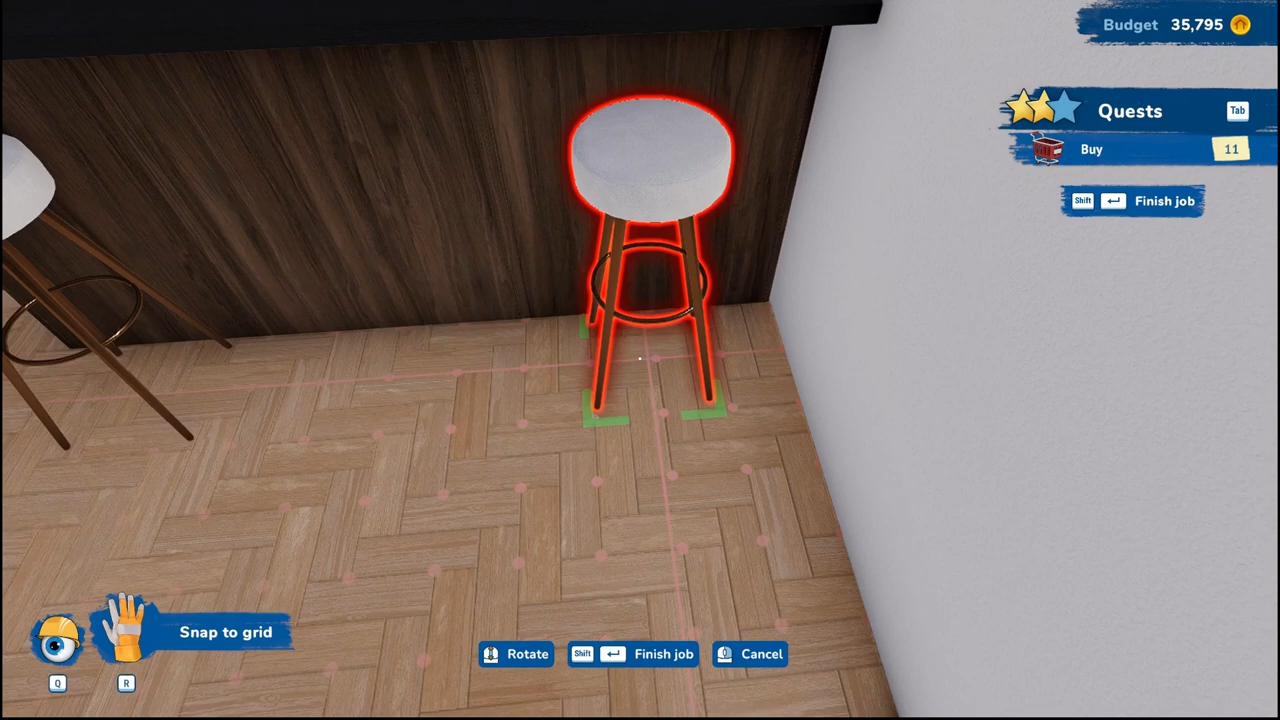 Budget 35,795
Quests Tab
Buy 11
Shift Finish job
Snap to grid
Rotate Shift Finish job Cancel
Q R